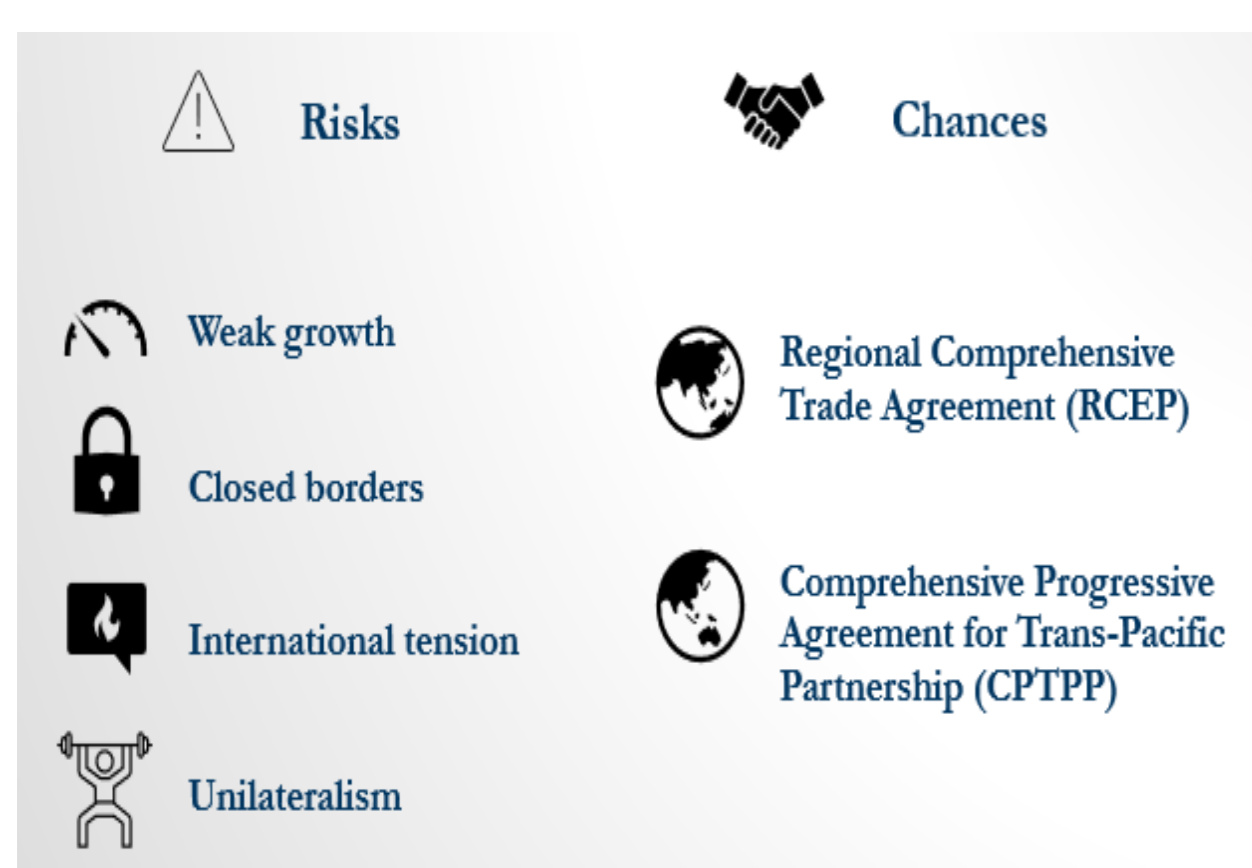 Risks
Chances
Weak growth
Closed borders
International tension
Unilateralism
Regional Comprehensive
Trade Agreement (RCEP)
Comprehensive Progressive
Agreement for Trans-Pacific
Partnership (CPTPP)